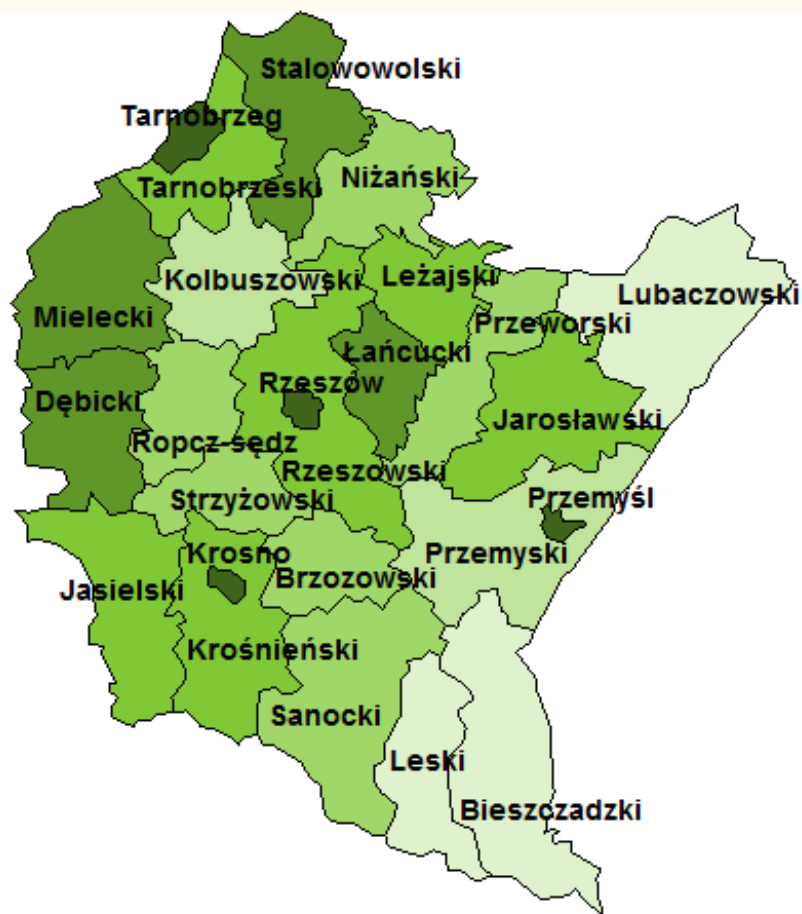 Stalowowolski
Tarnobrzeg
Tarnobrzeski
Niżański
Kolbuszowski
Leżajski
Lubaczowski
Mielecki
Przeworski
Łańcucki
Rzeszów
Dębicki
Jarosławski
Ropcz-sędz
Rzeszowski
Strzyżowski
Przemyśl
Krosno
Przemyski
Brzozowski
Jasielski
Krośnieński
Sanocki
Leski
Bieszczadzki